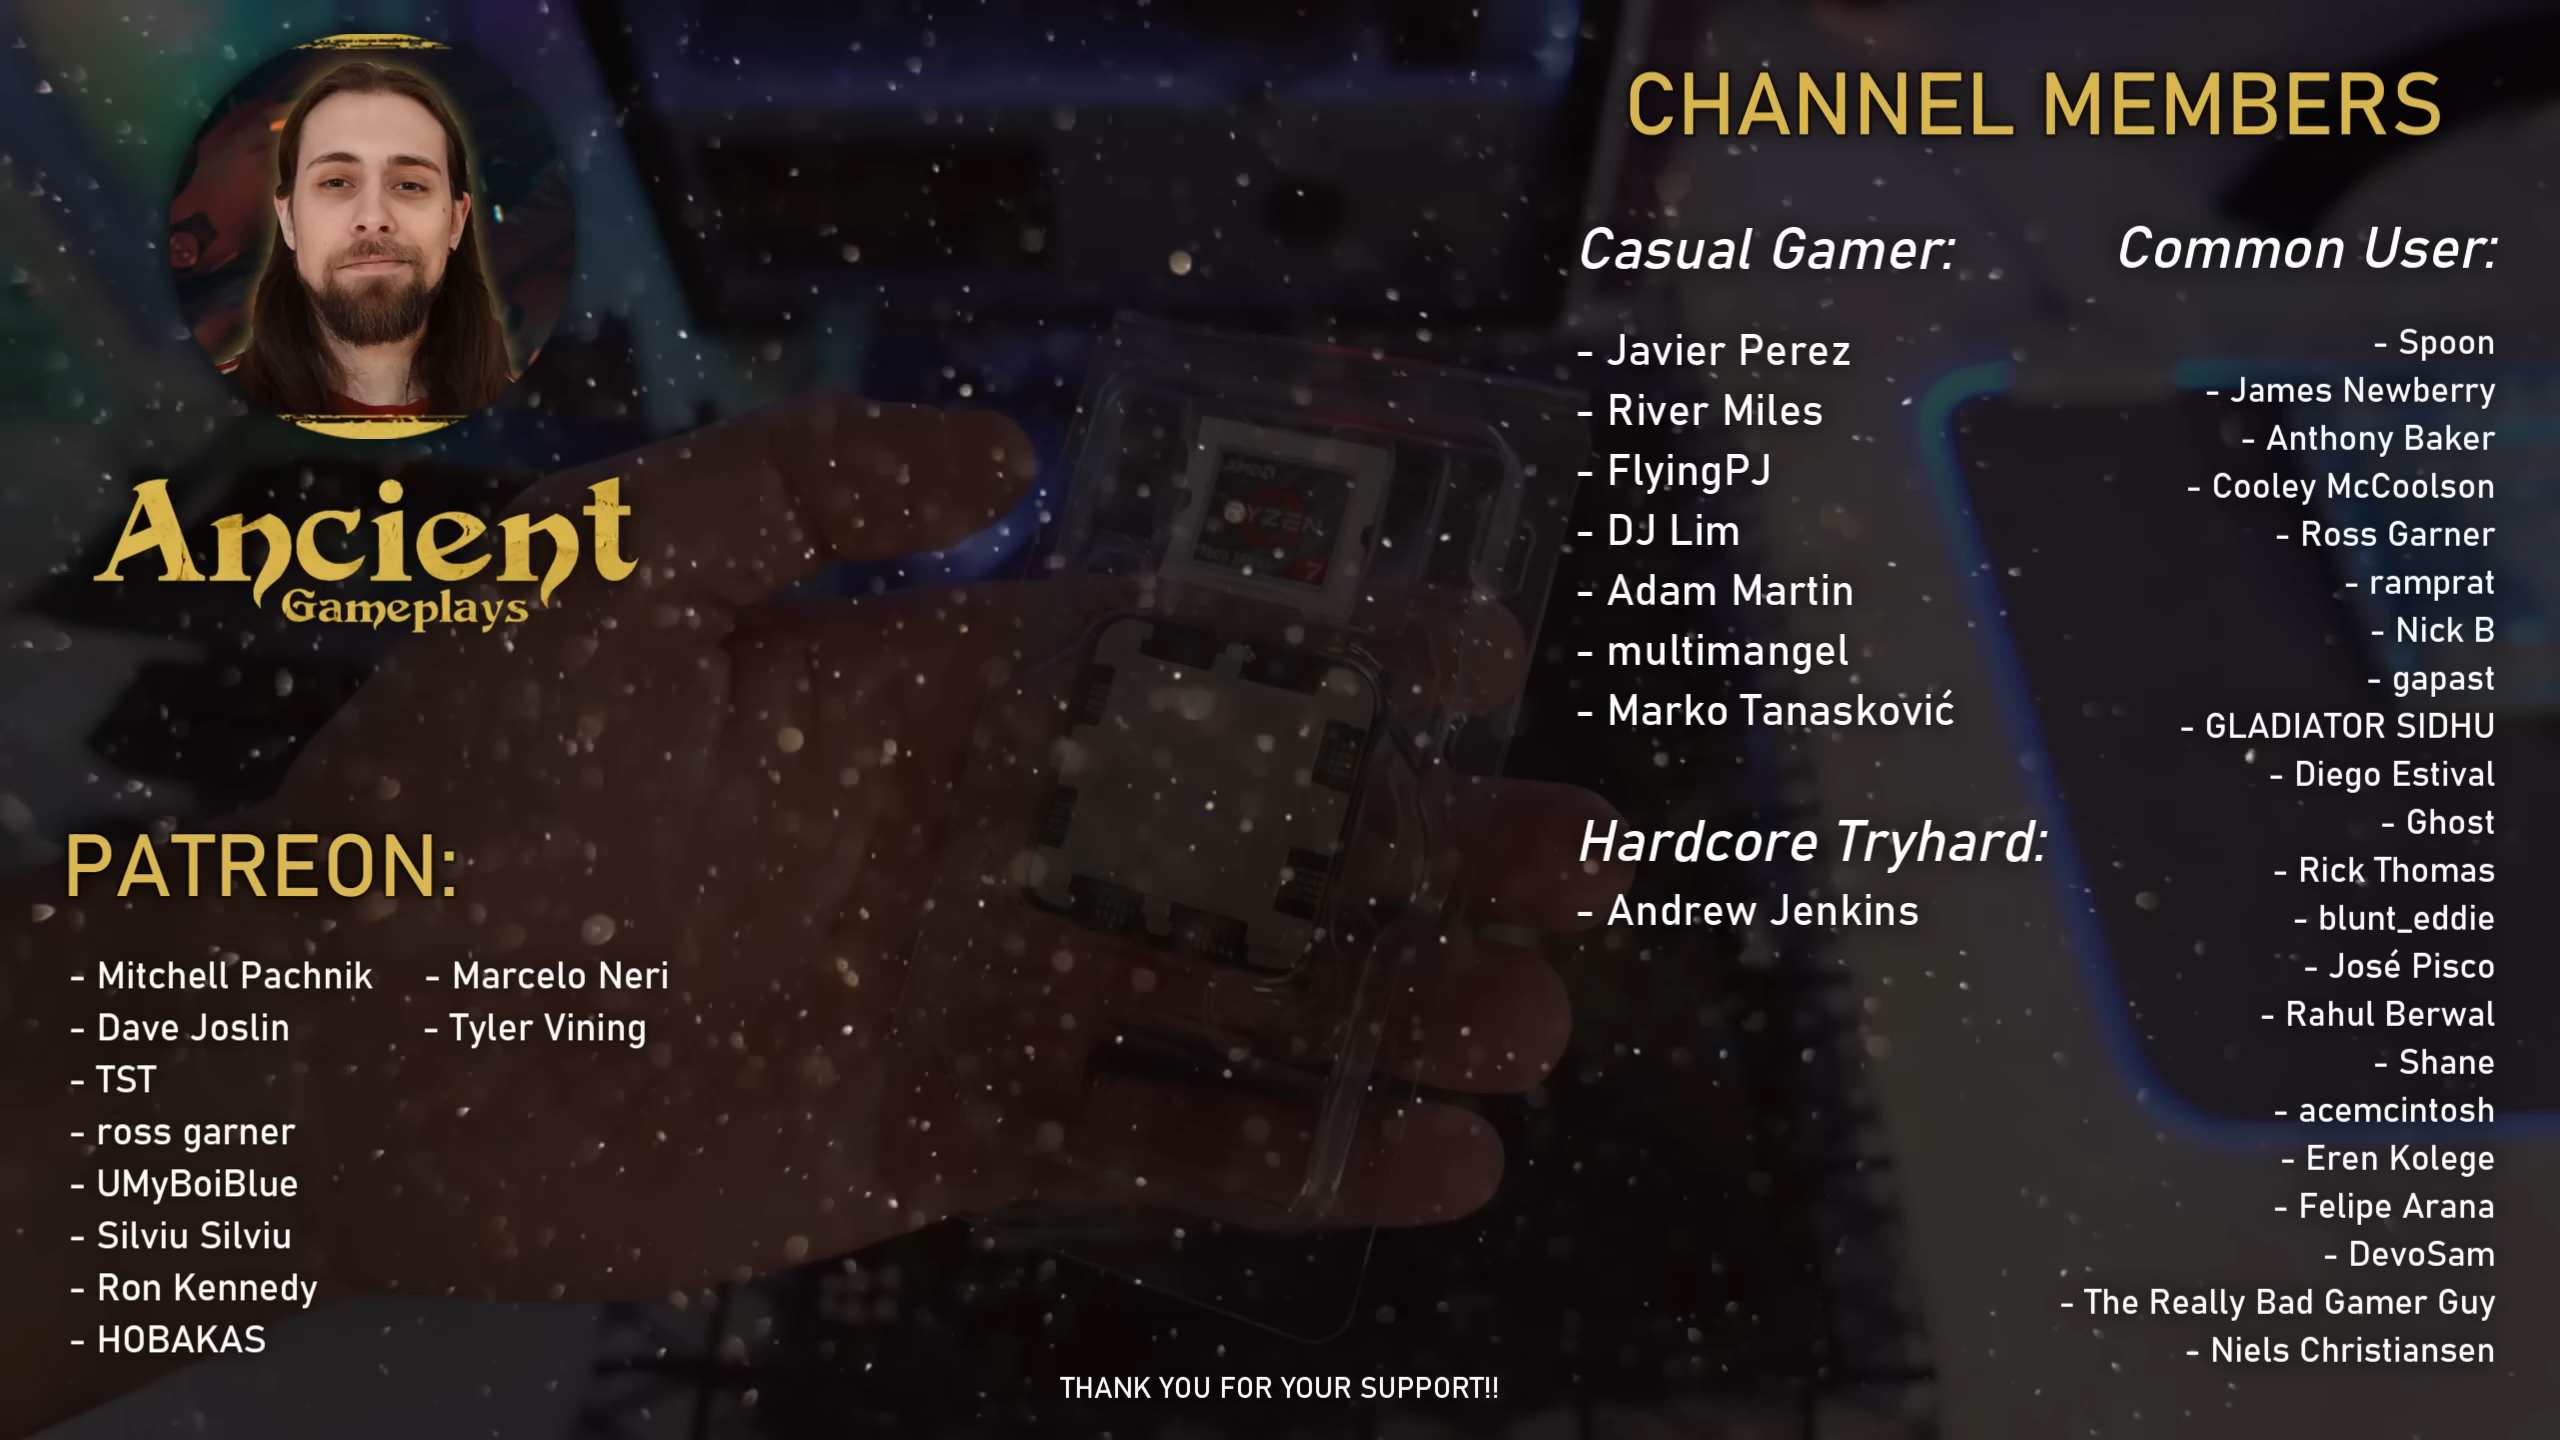 Ancient
Gameplays
PATREON:
- Mitchell Pachnik
- Dave Joslin
- TST
- ross garner
- UMyBoiBlue
- Silviu Silviu
- Ron Kennedy
- HOBAKAS
- Marcelo Neri
- Tyler Vining
CHANNEL MEMBERS
Casual Gamer:
- Javier Perez
- River Miles
- FlyingPJ
- DJ Lim
- Adam Martin
- multimangel
- Marko Tanasković
Hardcore Tryhard:
- Andrew Jenkins
Common User:
- Spoon
- James Newberry
- Anthony Baker
- Cooley McCoolson
- Ross Garner
- ramprat
- Nick B
- gapast
- GLADIATOR SIDHU
- Diego Estival
- Ghost
- Rick Thomas
- blunt_eddie
- José Pisco
- Rahul Berwal
- Shane
- acemcintosh
- Eren Kolege
- Felipe Arana
- DevoSam
- The Really Bad Gamer Guy
- Niels Christiansen
AMD
RYZEN
7
THANK YOU FOR YOUR SUPPORT!!